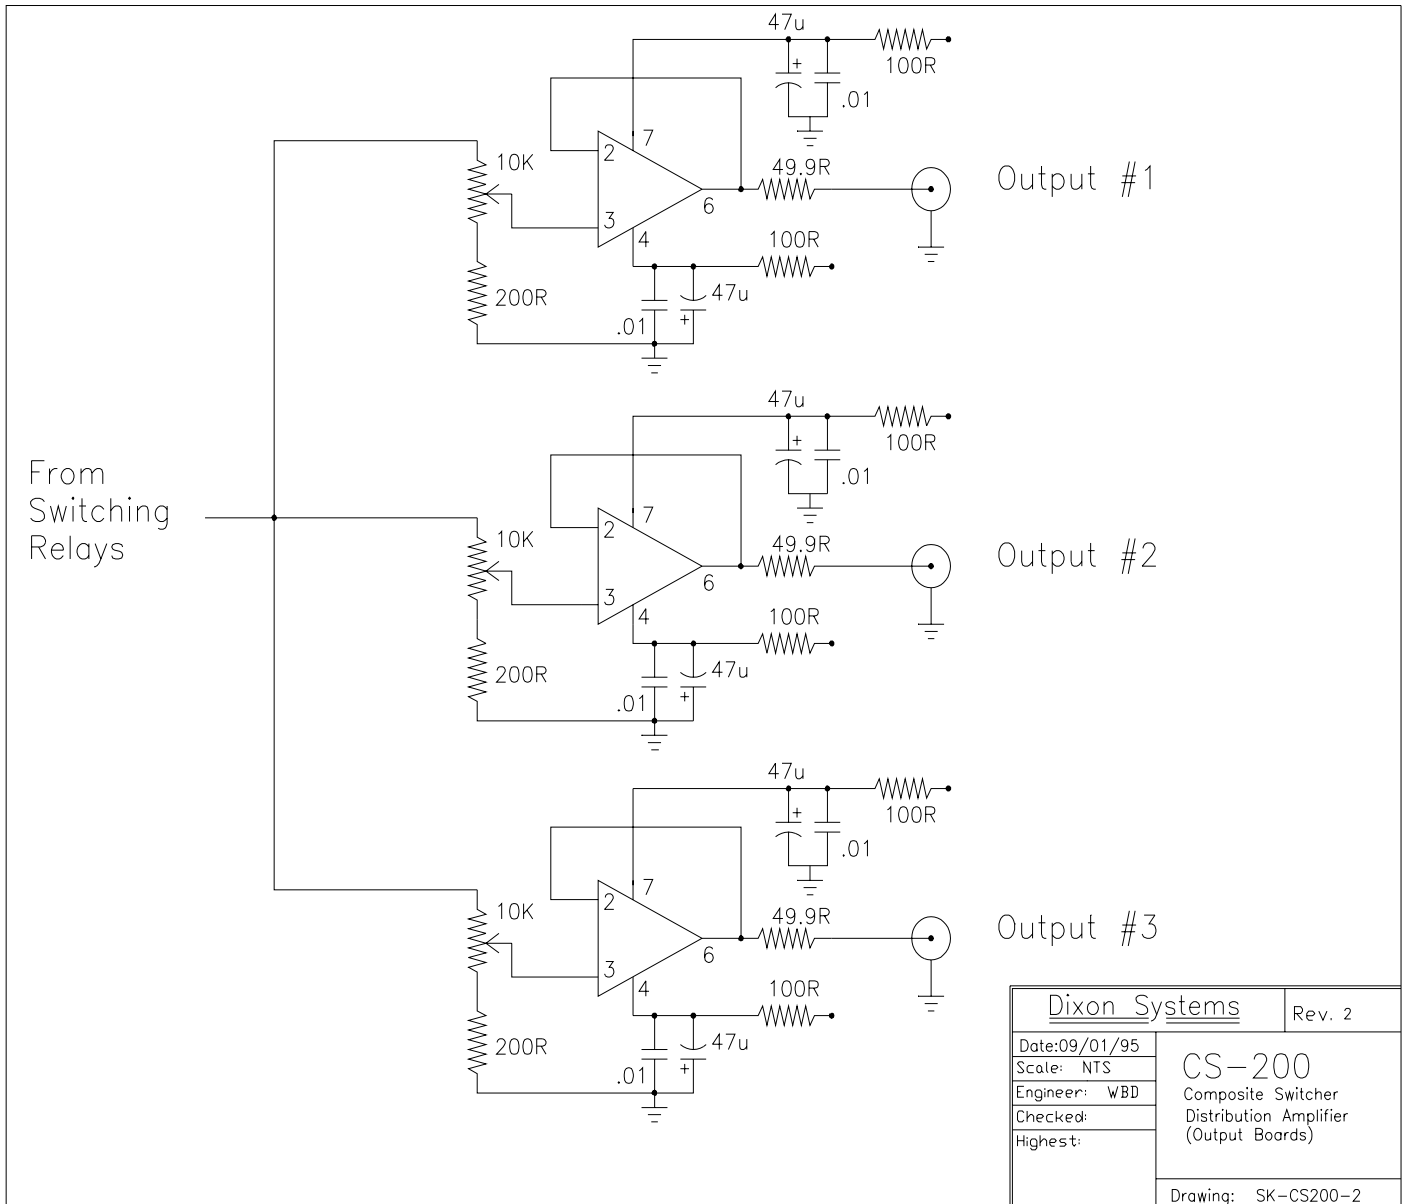 47u
100R
.01
10K
2
7
3
6
4
49.9R
Output #1
100R
200R
47u
.01
47u
100R
.01
From
Switching
Relays
10K
2
7
3
6
4
49.9R
Output #2
100R
200R
47u
.01
47u
100R
.01
10K
2
7
3
6
4
49.9R
Output #3
100R
200R
47u
.01
Dixon Systems
Rev. 2
Date:09/01/95
Scale: NTS
Engineer: WBD
Checked:
Highest:
CS-200
Composite Switcher
Distribution Amplifier
(Output Boards)
Drawing: SK-CS200-2